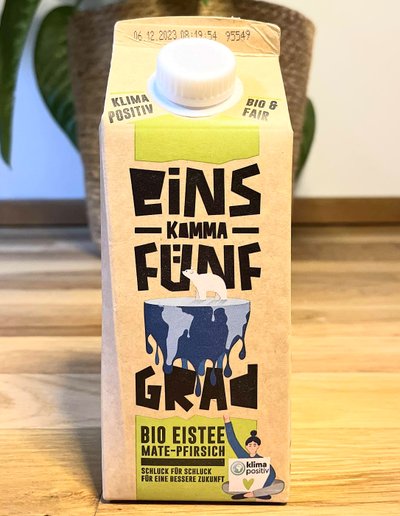 06.12.2023 08:49:54 95549
KLIMA
POSITIV
BIO &
FAIR
EINS
KOMMA
FÜNF
GRAD
BIO EISTEE
MATE-PFIRSICH
SCHLUCK FÜR SCHLUCK
FÜR EINE BESSERE ZUKUNFT
klima
positiv